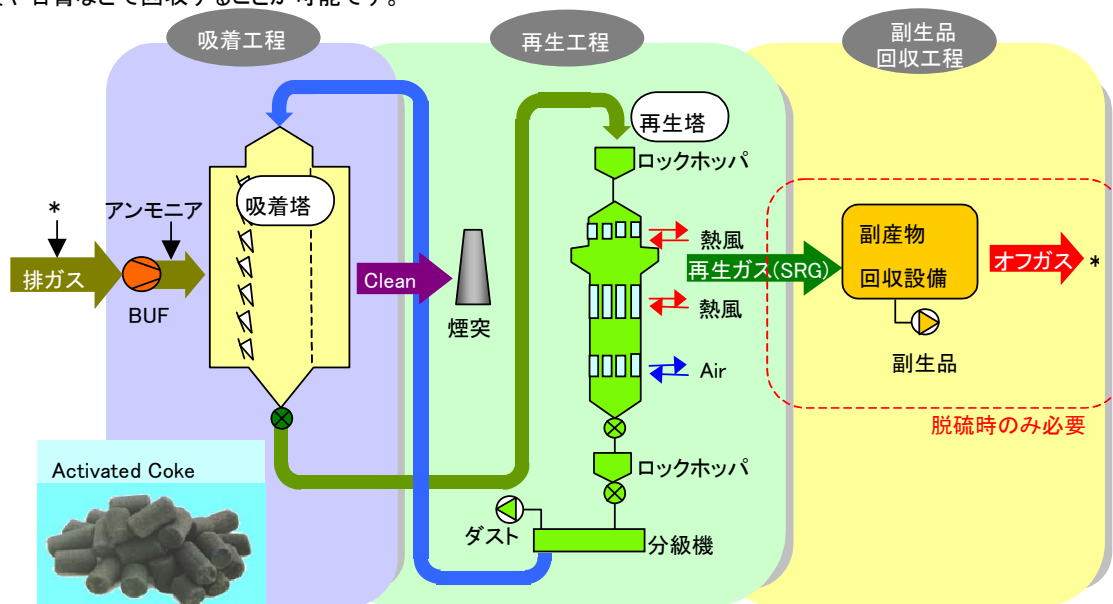 吸着工程
再生工程
副生品
回収工程
再生塔
ロックホッパ
アンモニア
*
吸着塔
排ガス
BUF
Clean
煙突
熱風
再生ガス(SRG)
熱風
Air
副産物
回収設備
オフガス
*
副生品
脱硫時のみ必要
Activated Coke
ロックホッパ
ダスト
分級機